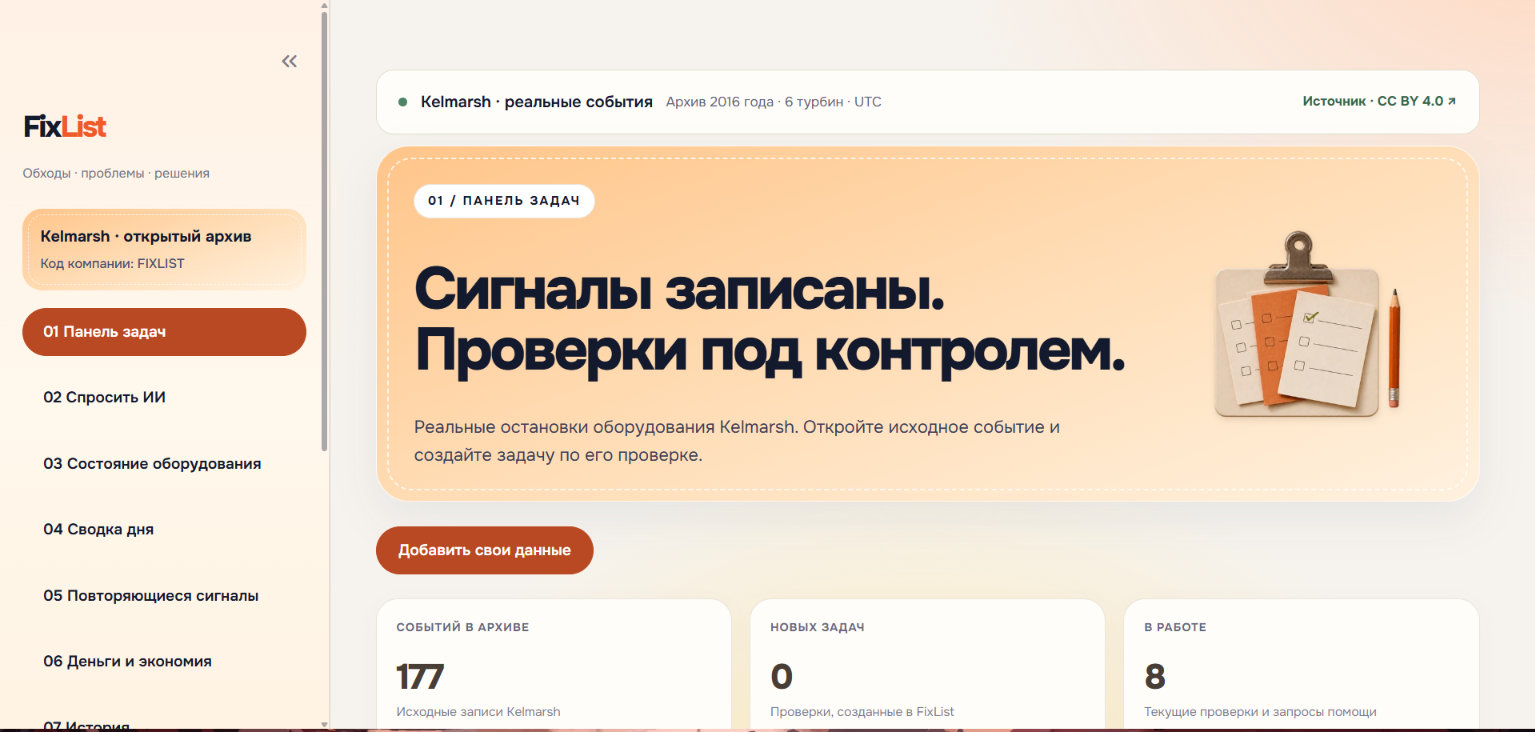 FixList
Обходы · проблемы · решения
Kelmarsh · открытый архив
Код компании: FIXLIST
01 Панель задач
02 Спросить ИИ
03 Состояние оборудования
04 Сводка дня
05 Повторяющиеся сигналы
06 Деньги и экономия
07 История
Kelmarsh · реальные события Архив 2016 года · 6 турбин · UTC
Источник · CC BY 4.0 ↗
01 / ПАНЕЛЬ ЗАДАЧ
Сигналы записаны.
Проверки под контролем.
Реальные остановки оборудования Kelmarsh. Откройте исходное событие и
создайте задачу по его проверке.
Добавить свои данные
СОБЫТИЙ В АРХИВЕ
177
Исходные записи Kelmarsh
НОВЫХ ЗАДАЧ
0
Проверки, созданные в FixList
В РАБОТЕ
8
Текущие проверки и запросы помощи